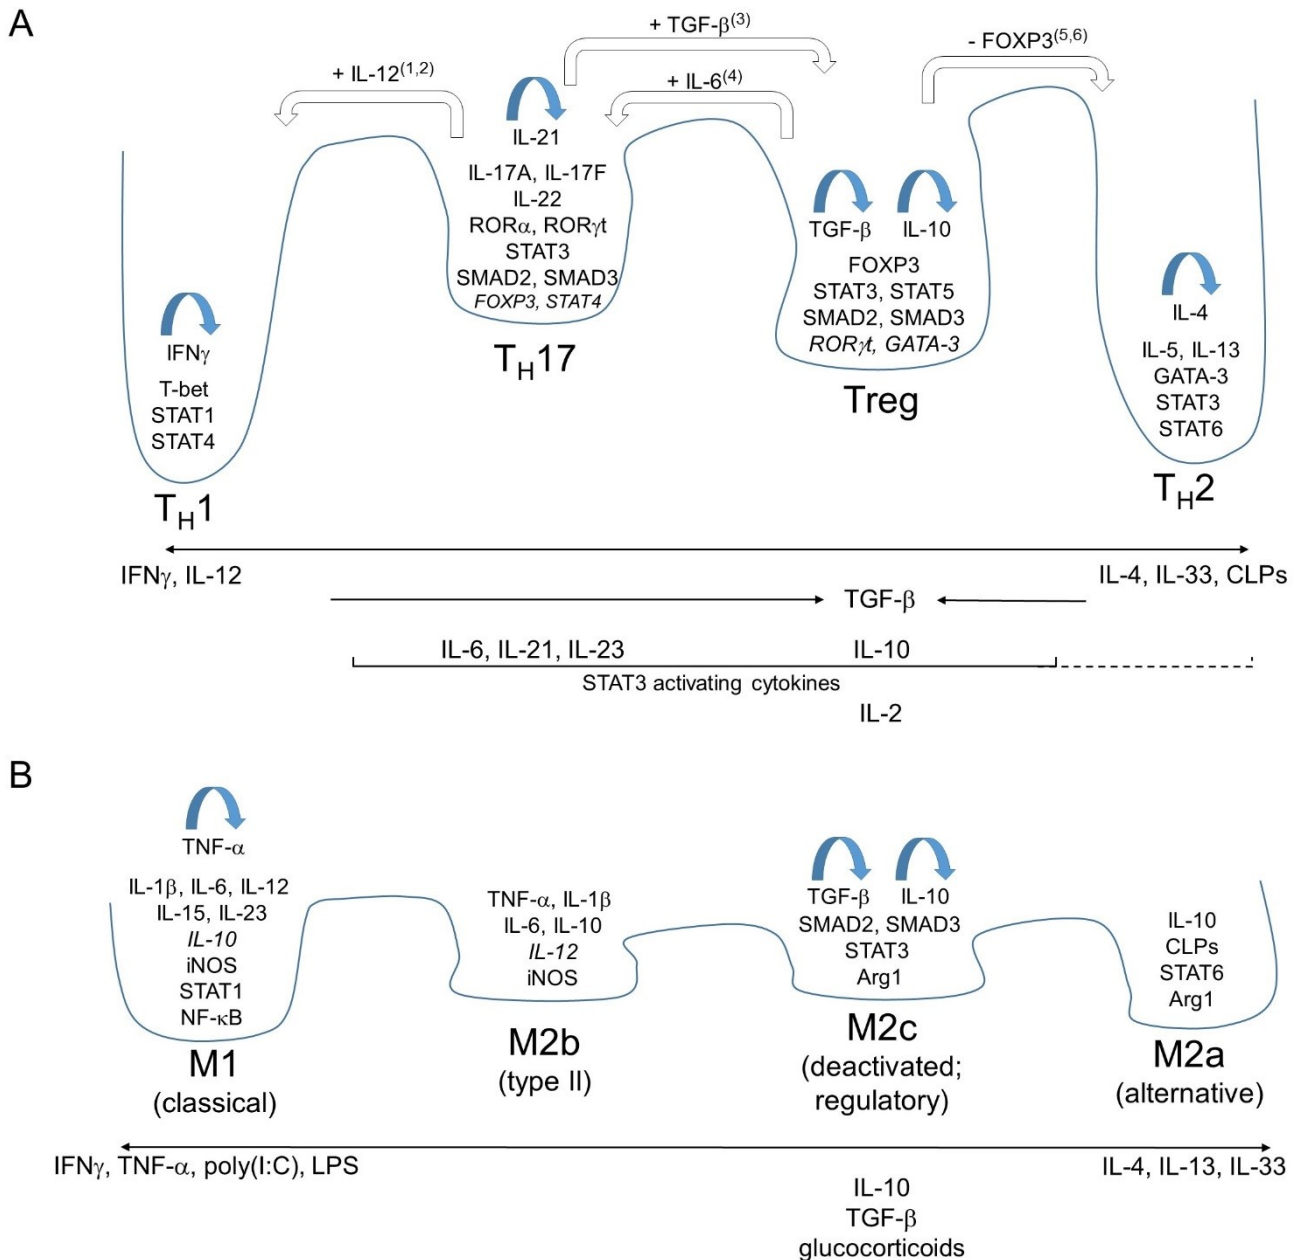 A
+ TGF-β(3)
- FOXP3(5,6)
+ IL-12(1,2)
+ IL-6(4)
IFNγ
T-bet
STAT1
STAT4
TH1
IL-21
IL-17A, IL-17F
IL-22
RORα, RORγt
STAT3
SMAD2, SMAD3
FOXP3, STAT4
TH17
TGF-β IL-10
FOXP3
STAT3, STAT5
SMAD2, SMAD3
RORγt, GATA-3
Treg
IL-4
IL-5, IL-13
GATA-3
STAT3
STAT6
TH2
IFNγ, IL-12
IL-4, IL-33, CLPs
TGF-β
IL-6, IL-21, IL-23
IL-10
STAT3 activating cytokines
IL-2
B
TNF-α
IL-1β, IL-6, IL-12
IL-15, IL-23
IL-10
iNOS
STAT1
NF-κB
M1
(classical)
TNF-α, IL-1β
IL-6, IL-10
IL-12
iNOS
M2b
(type II)
TGF-β IL-10
SMAD2, SMAD3
STAT3
Arg1
M2c
(deactivated;
regulatory)
IL-10
CLPs
STAT6
Arg1
M2a
(alternative)
IFNγ, TNF-α, poly(I:C), LPS
IL-4, IL-13, IL-33
IL-10
TGF-β
glucocorticoids